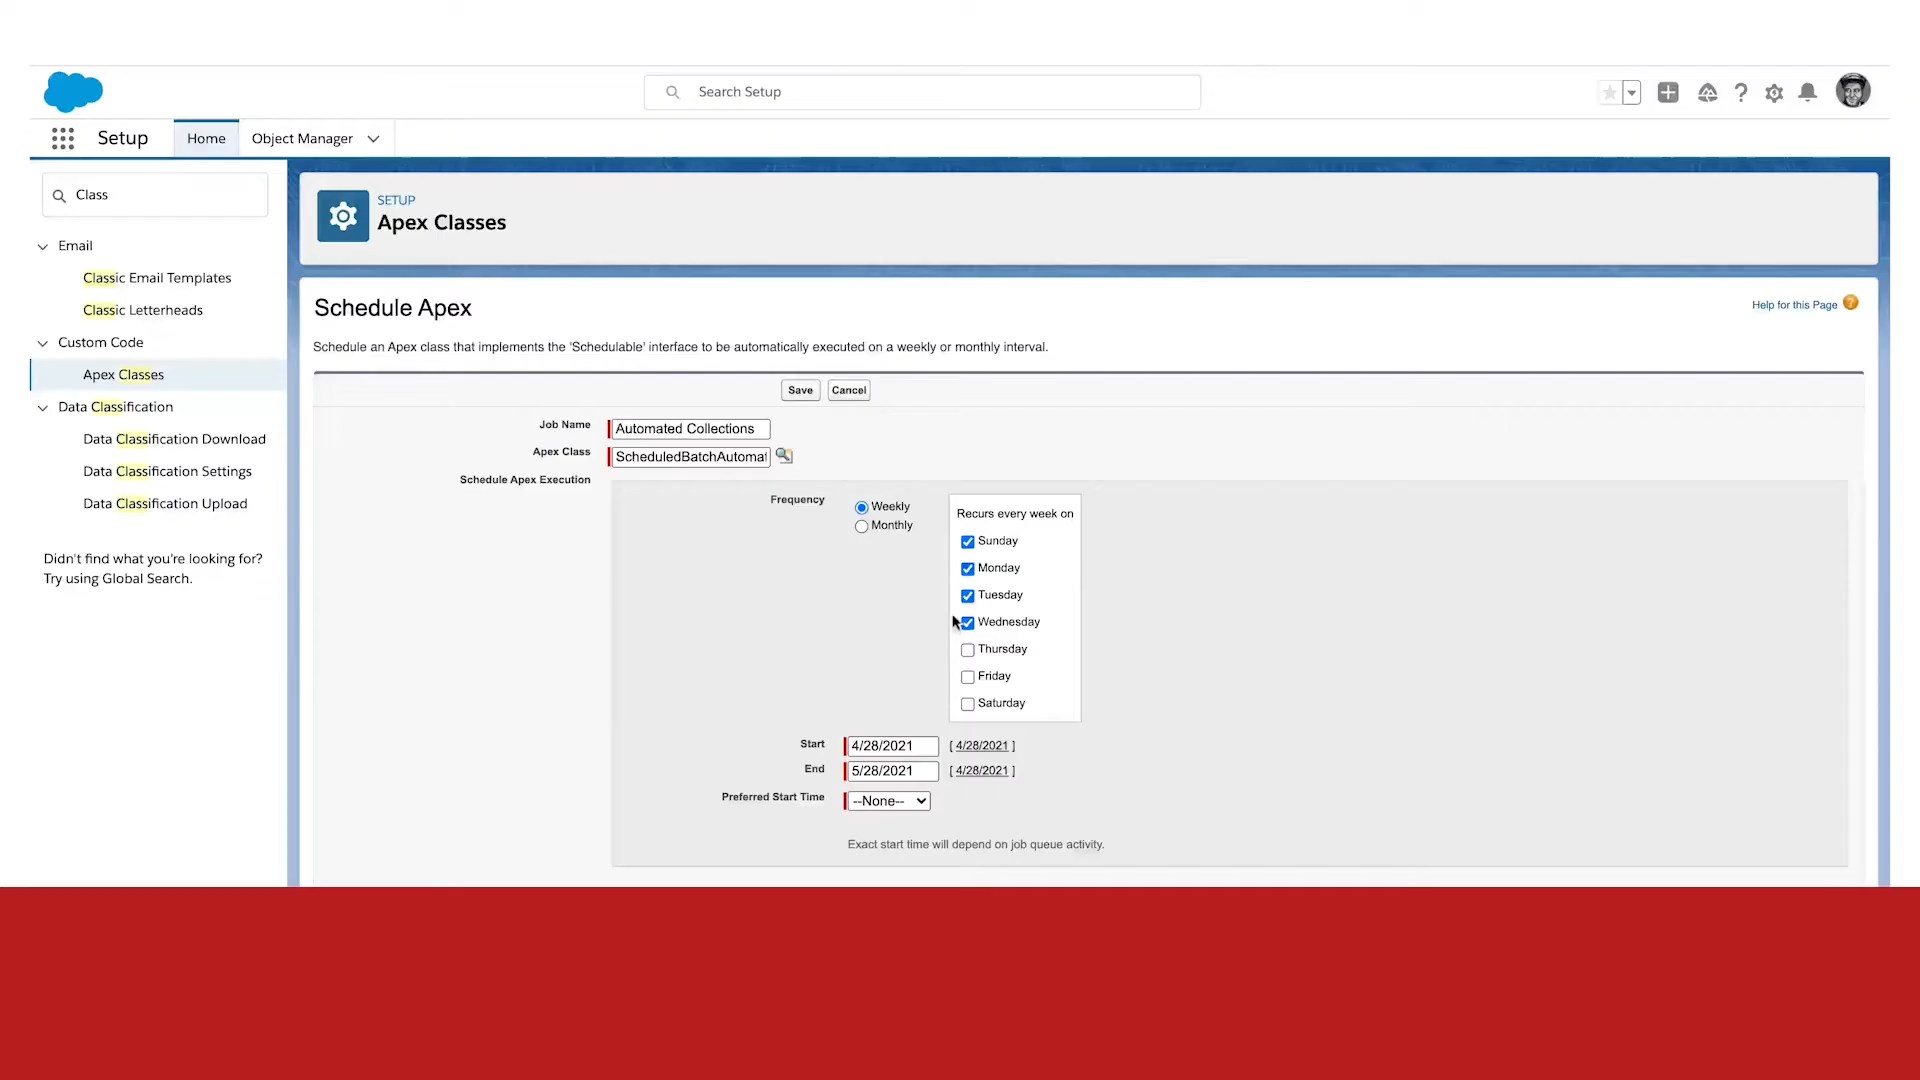 Search Setup
Setup
Home
Object Manager
Class
Email
Classic Email Templates
Classic Letterheads
Custom Code
Apex Classes
Data Classification
Data Classification Download
Data Classification Settings
Data Classification Upload
Didn't find what you're looking for?
Try using Global Search.
SETUP
Apex Classes
Schedule Apex
Help for this Page
Schedule an Apex class that implements the 'Schedulable' interface to be automatically executed on a weekly or monthly interval.
Save Cancel
Job Name Automated Collections
Apex Class ScheduledBatchAutomat
Schedule Apex Execution
Frequency
Weekly
Monthly
Recurs every week on
Sunday
Monday
Tuesday
Wednesday
Thursday
Friday
Saturday
Start 4/28/2021 [ 4/28/2021 ]
End 5/28/2021 [ 4/28/2021 ]
Preferred Start Time --None--
Exact start time will depend on job queue activity.